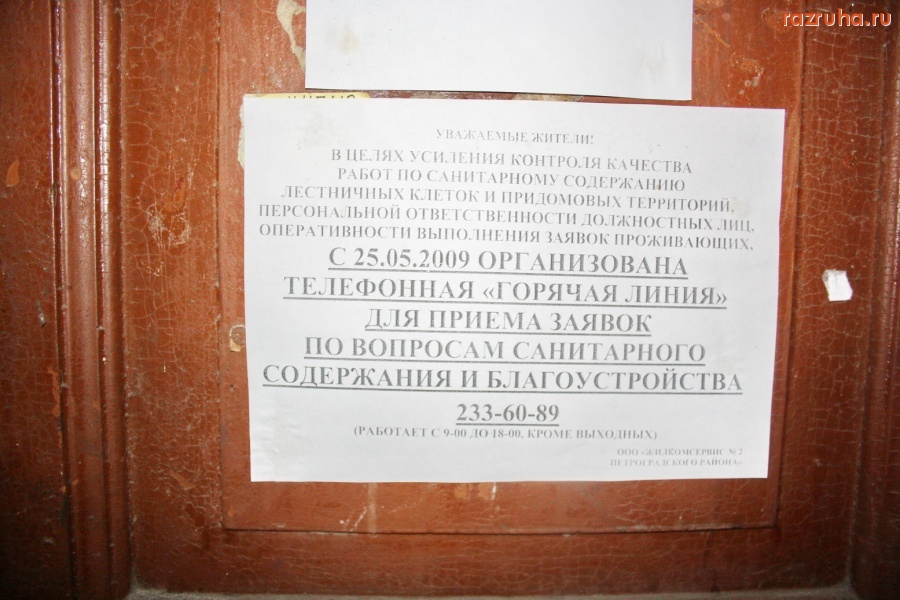 razruha.ru
УВАЖАЕМЫЕ ЖИТЕЛИ!
В ЦЕЛЯХ УСИЛЕНИЯ КОНТРОЛЯ КАЧЕСТВА
РАБОТ ПО САНИТАРНОМУ СОДЕРЖАНИЮ
ЛЕСТНИЧНЫХ КЛЕТОК И ПРИДОМОВЫХ ТЕРРИТОРИЙ,
ПЕРСОНАЛЬНОЙ ОТВЕТСТВЕННОСТИ ДОЛЖНОСТНЫХ ЛИЦ,
ОПЕРАТИВНОСТИ ВЫПОЛНЕНИЯ ЗАЯВОК ПРОЖИВАЮЩИХ,
С 25.05.2009 ОРГАНИЗОВАНА
ТЕЛЕФОННАЯ «ГОРЯЧАЯ ЛИНИЯ»
ДЛЯ ПРИЕМА ЗАЯВОК
ПО ВОПРОСАМ САНИТАРНОГО
СОДЕРЖАНИЯ И БЛАГОУСТРОЙСТВА
233-60-89
(РАБОТАЕТ С 9-00 ДО 18-00, КРОМЕ ВЫХОДНЫХ)
ООО «ЖИЛКОМСЕРВИС № 2
ПЕТРОГРАДСКОГО РАЙОНА»